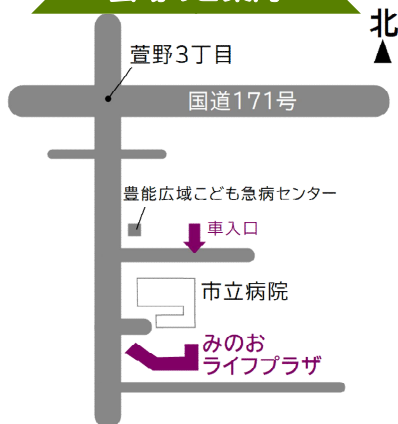 北
萱野3丁目
国道171号
豊能広域こども急病センター
車入口
市立病院
みのお
ライフプラザ